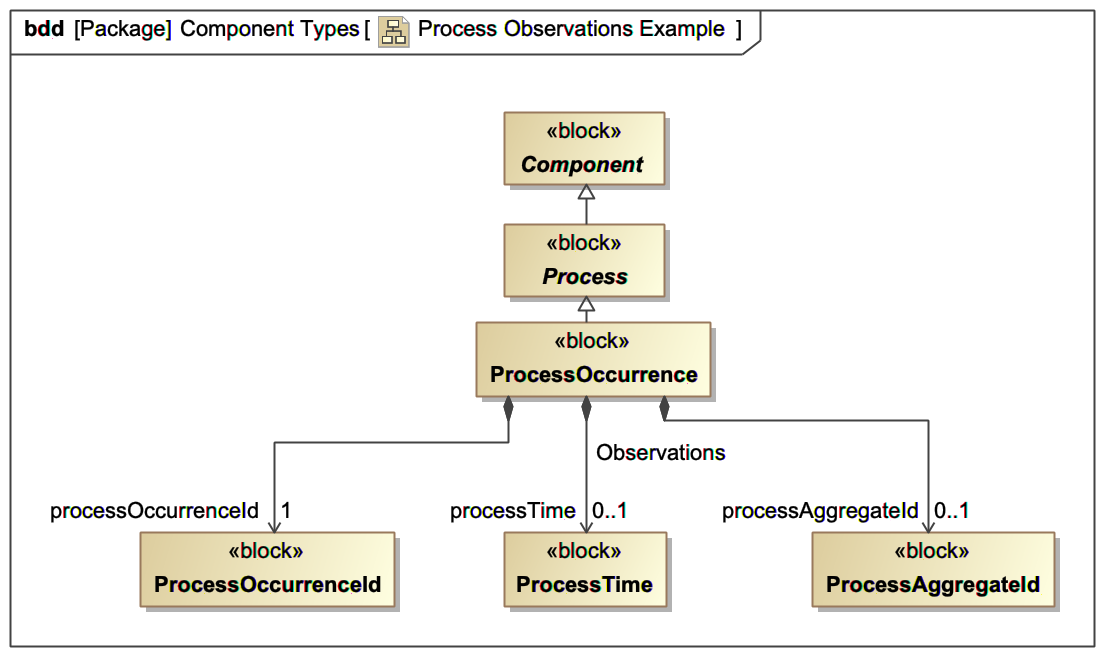 bdd [Package] Component Types [ Process Observations Example ]
«block»
Component
«block»
Process
«block»
ProcessOccurrence
Observations
processOccurrenceId 1
processTime 0..1
processAggregateId 0..1
«block»
ProcessOccurrenceId
«block»
ProcessTime
«block»
ProcessAggregateId